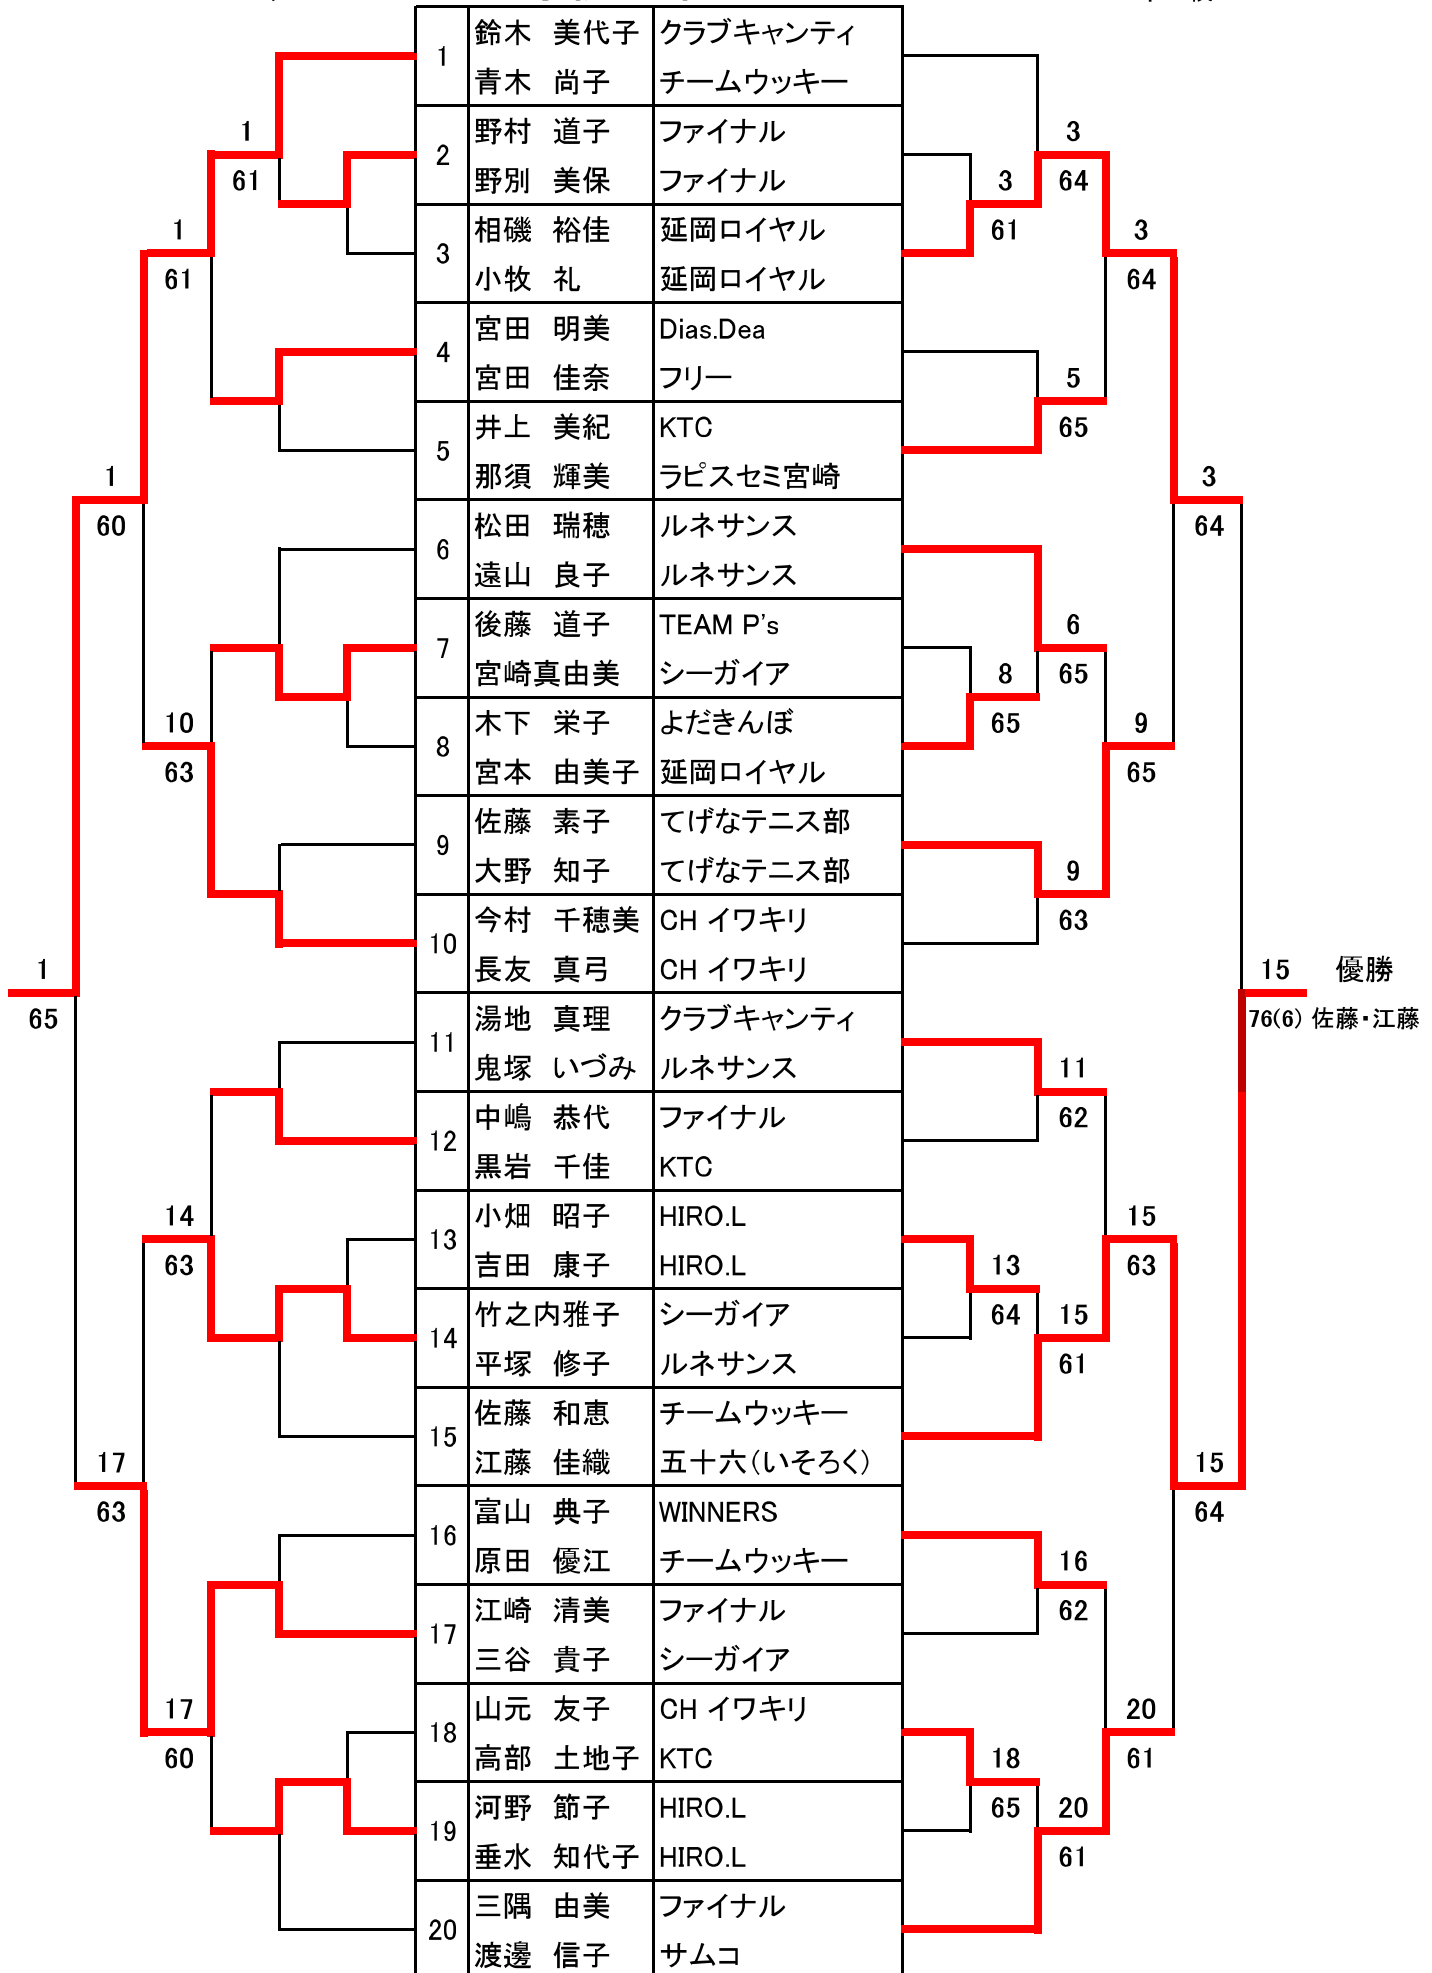 鈴木 美代子 クラブキャンティ
1
青木 尚子 チームウッキー
野村 道子 ファイナル
1 3
2
野別 美保 ファイナル
61 3 64
相磯 裕佳 延岡ロイヤル
1 61 3
3
小牧 礼 延岡ロイヤル
61 64
宮田 明美 Dias.Dea
4
宮田 佳奈 フリー
5
井上 美紀 KTC
65
5
那須 輝美 ラピスセミ宮崎
1 3
松田 瑞穂 ルネサンス
60 64
6
遠山 良子 ルネサンス
後藤 道子 TEAM P's
6
7
宮崎真由美 シーガイア
8 65
木下 栄子 よだきんぼ
10 65 9
8
宮本 由美子 延岡ロイヤル
63 65
佐藤 素子 てげなテニス部
9
大野 知子 てげなテニス部
9
今村 千穂美 CH イワキリ
63
10
長友 真弓 CH イワキリ
1 15 優勝
湯地 真理 クラブキャンティ
65 76(6) 佐藤・江藤
11
鬼塚 いづみ ルネサンス
11
中嶋 恭代 ファイナル
62
12
黒岩 千佳 KTC
小畑 昭子 HIRO.L
14 15
13
吉田 康子 HIRO.L
63 13 63
竹之内雅子 シーガイア
64 15
14
平塚 修子 ルネサンス
61
佐藤 和恵 チームウッキー
15
江藤 佳織 五十六(いそろく)
17 15
富山 典子 WINNERS
63 64
16
原田 優江 チームウッキー
16
江崎 清美 ファイナル
62
17
三谷 貴子 シーガイア
山元 友子 CH イワキリ
17 20
18
高部 土地子 KTC
60 18 61
河野 節子 HIRO.L
65 20
19
垂水 知代子 HIRO.L
61
三隅 由美 ファイナル
20
渡邊 信子 サムコ